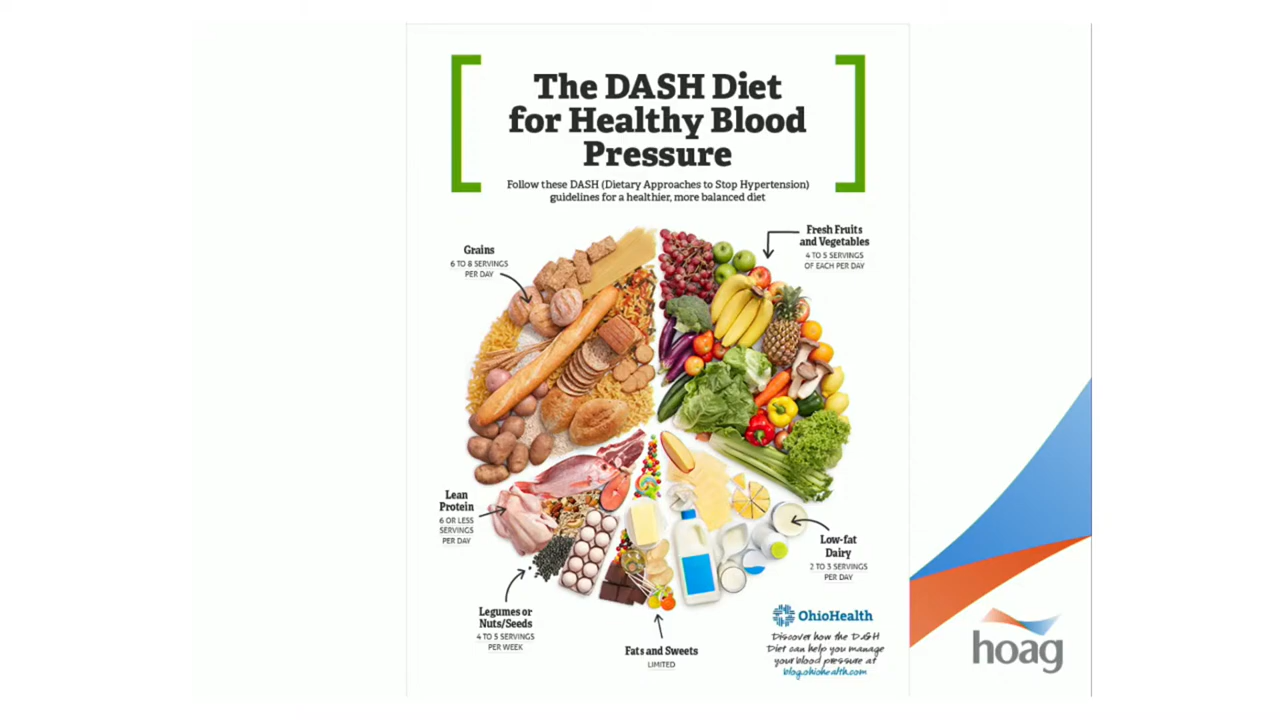 The DASH Diet
for Healthy Blood
Pressure
Follow these DASH (Dietary Approaches to Stop Hypertension)
guidelines for a healthier, more balanced diet
Grains
6 TO 8 SERVINGS
PER DAY
Fresh Fruits
and Vegetables
4 TO 5 SERVINGS
OF EACH PER DAY
Lean
Protein
6 OR LESS
SERVINGS
PER DAY
Low-fat
Dairy
2 TO 3 SERVINGS
PER DAY
Legumes or
Nuts/Seeds
4 TO 5 SERVINGS
PER WEEK
Fats and Sweets
LIMITED
OhioHealth
Discover how the DASH
Diet can help you manage
your blood pressure at
blog.ohiohealth.com
hoag